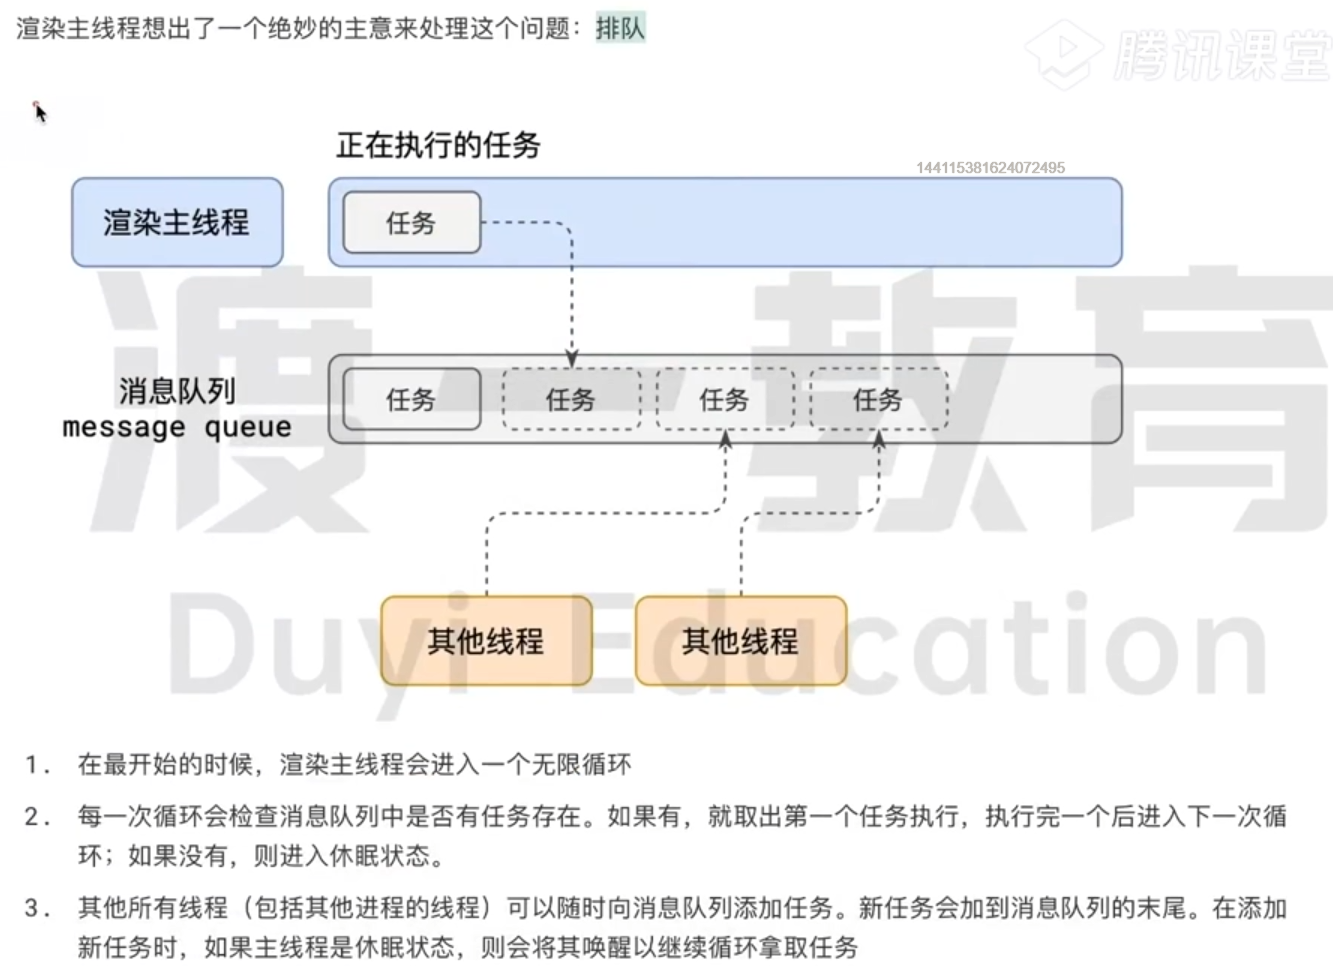 渲染主线程想出了一个绝妙的主意来处理这个问题：排队
腾讯课堂
正在执行的任务
144115381624072495
渲染主线程
任务
消息队列
message queue
任务
任务
任务
任务
渡一教育
其他线程
其他线程
Duyi Education
1. 在最开始的时候，渲染主线程会进入一个无限循环
2. 每一次循环会检查消息队列中是否有任务存在。如果有，就取出第一个任务执行，执行完一个后进入下一次循
环；如果没有，则进入休眠状态。
3. 其他所有线程（包括其他进程的线程）可以随时向消息队列添加任务。新任务会加到消息队列的末尾。在添加
新任务时，如果主线程是休眠状态，则会将其唤醒以继续循环拿取任务